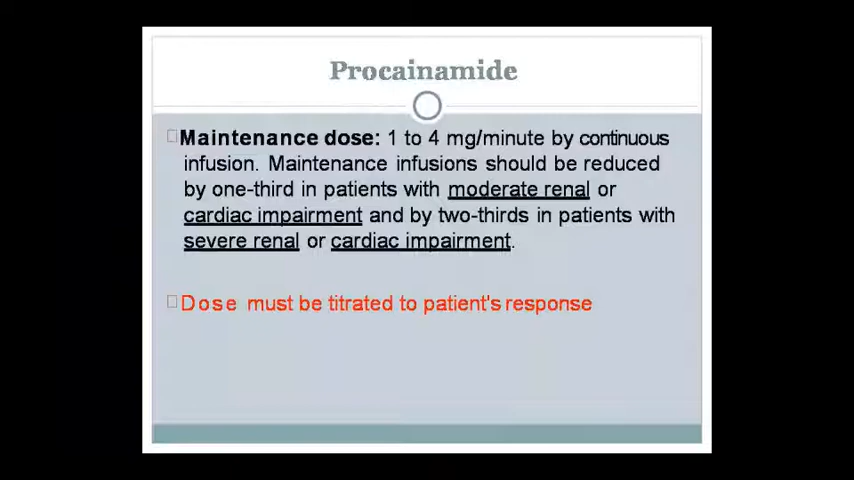 Procainamide
Maintenance dose: 1 to 4 mg/minute by continuous
infusion. Maintenance infusions should be reduced
by one-third in patients with moderate renal or
cardiac impairment and by two-thirds in patients with
severe renal or cardiac impairment.
Dose must be titrated to patient's response